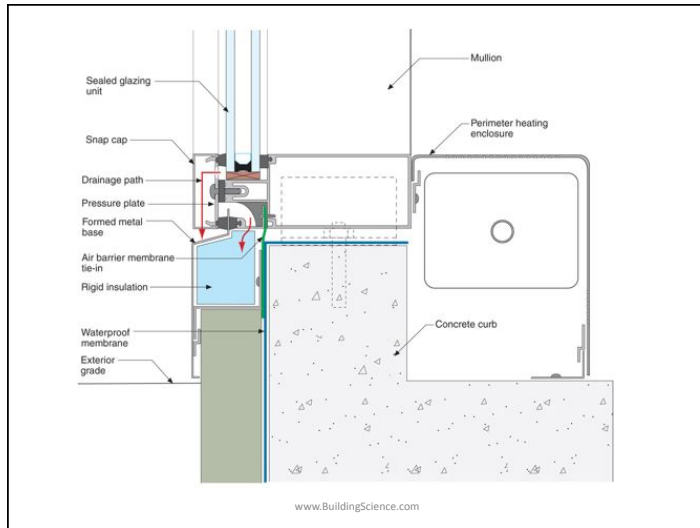 Mullion
Sealed glazing
unit
Perimeter heating
enclosure
Snap cap
Drainage path
Pressure plate
Formed metal
base
Air barrier membrane
tie-in
Rigid insulation
Concrete curb
Waterproof
membrane
Exterior
grade
www.BuildingScience.com